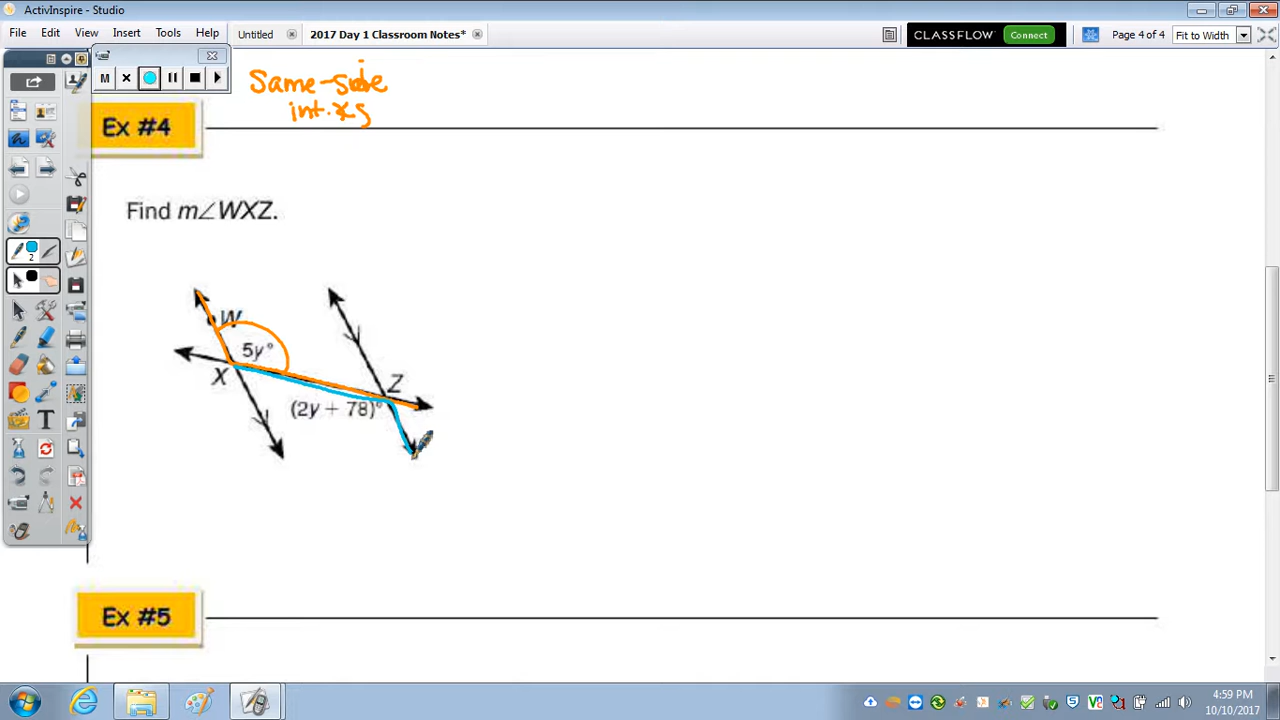 ActivInspire - Studio
File Edit View Insert Tools Help
Untitled
2017 Day 1 Classroom Notes*
CLASSFLOW
Connect
Page 4 of 4
Fit to Width
M
Same-side
int. ∠s
Ex #4
Find m∠WXZ.
W
5y°
X
Z
(2y + 78)°
2
T
Ex #5
4:59 PM
10/10/2017